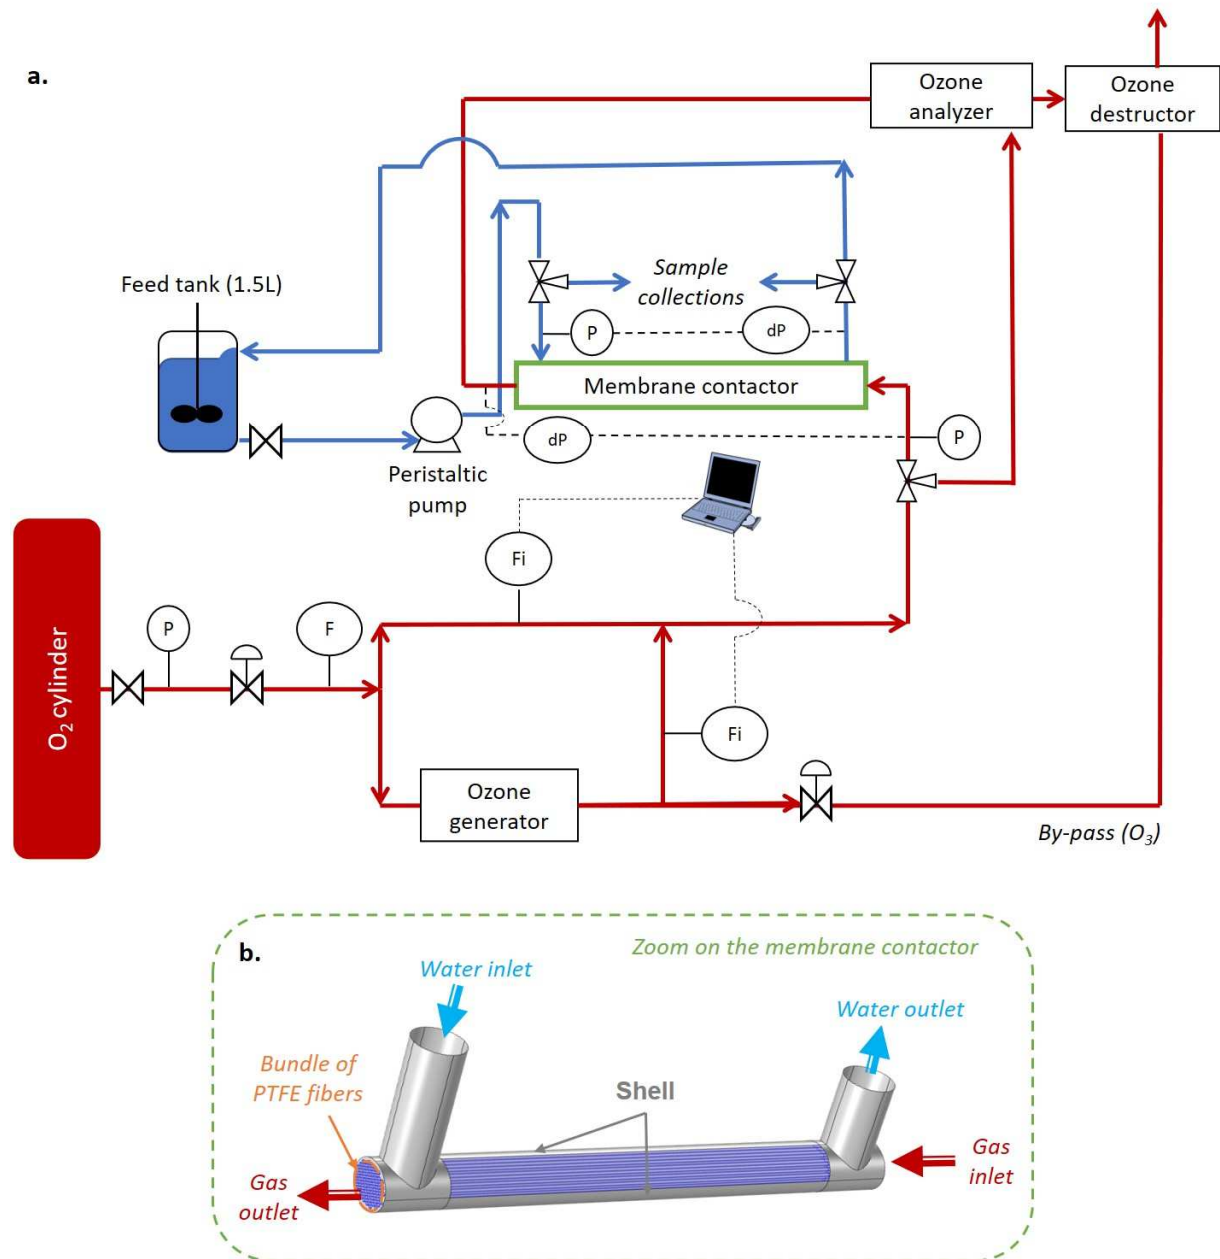 a.
Ozone
analyzer
Ozone
destructor
Feed tank (1.5L)
Sample
collections
P
dP
Membrane contactor
dP
P
Peristaltic
pump
Fi
O₂ cylinder
P
F
Fi
Ozone
generator
By-pass (O₃)
b.
Zoom on the membrane contactor
Water inlet
Water outlet
Bundle of
PTFE fibers
Shell
Gas
inlet
Gas
outlet